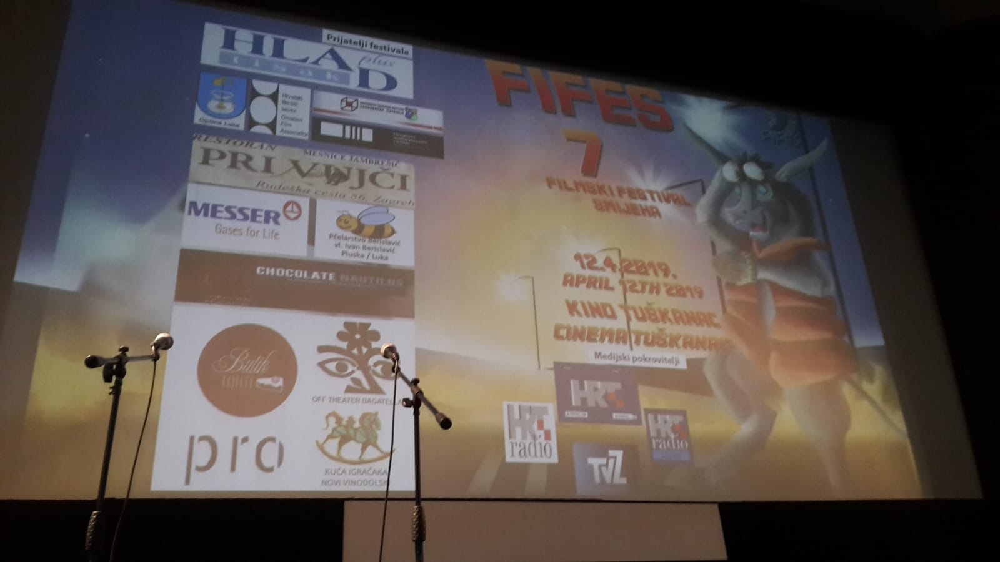 Prijatelji festivala
HLAD
plus
tisak
Općina Luka
Hrvatski
filmski
savez
Croatian
Film
Association
RESTORAN
MESNICE JAMBREŠIĆ
PRI VUJČI
Rudeška cesta 86, Zagreb
MESSER
Gases for Life
Pčelarstvo Berislavić
vl. Ivan Berislavić
Pluska / Luka
CHOCOLATE NAUTILUS
Butik
TORTI
OFF THEATER BAGATELLA
pro
KUĆA IGRAČAKA
NOVI VINODOLSKI
FIFES
7
FILMSKI FESTIVAL
SMIJEHA
12.4.2019.
APRIL 12TH 2019
KINO TUŠKANAC
CINEMA TUŠKANAC
Medijski pokrovitelji
HRT
HRT
radio
HRT
radio
TVZ